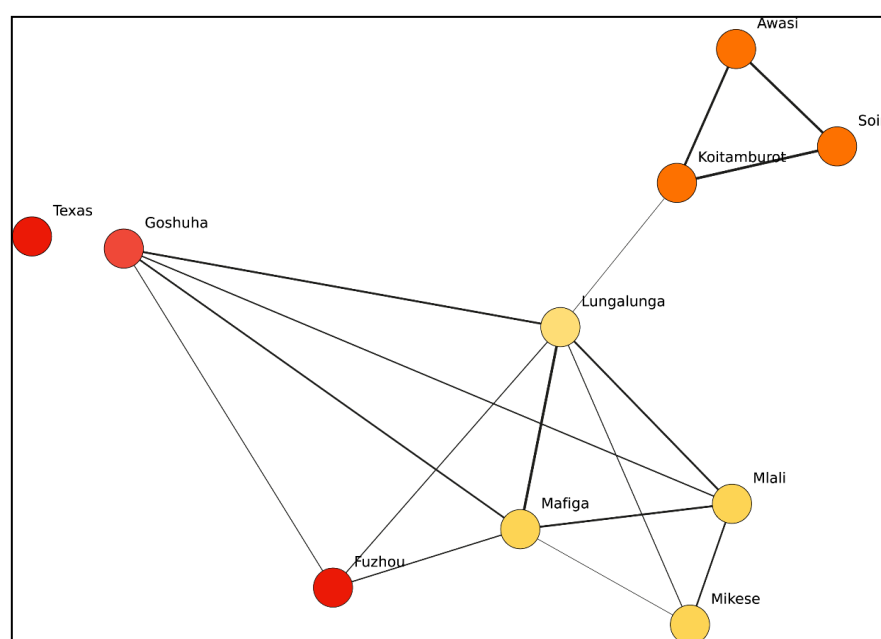 Awasi
Soi
Koitamburot
Texas
Goshuha
Lungalunga
Mlali
Mafiga
Fuzhou
Mikese